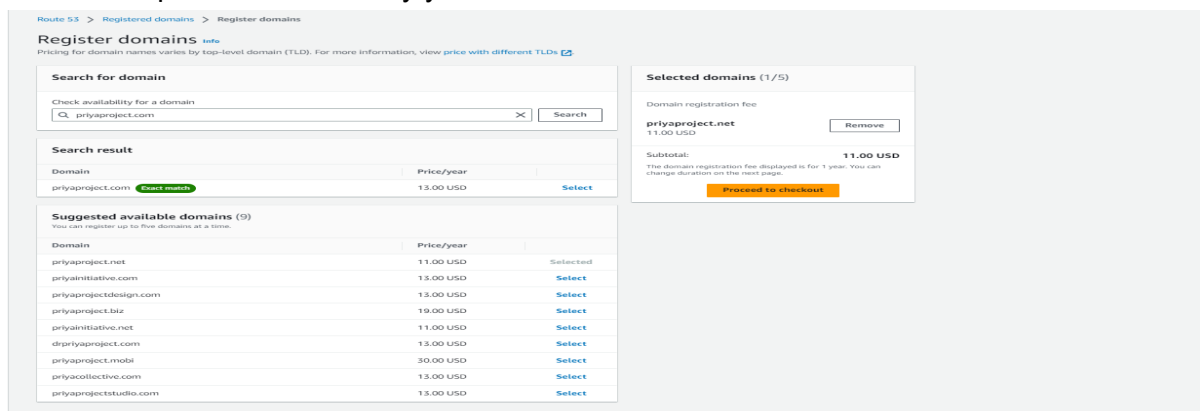 Route 53 > Registered domains > Register domains
Register domains Info
Pricing for domain names varies by top-level domain (TLD). For more information, view price with different TLDs
Search for domain
Check availability for a domain
priyaproject.com
Search
Search result
Domain Price/year
priyaproject.com Exact match 13.00 USD Select
Suggested available domains (9)
You can register up to five domains at a time.
Domain Price/year
priyaproject.net 11.00 USD Selected
priyainitiative.com 13.00 USD Select
priyaprojectdesign.com 13.00 USD Select
priyaproject.biz 19.00 USD Select
priyainitiative.net 11.00 USD Select
drpriyaproject.com 13.00 USD Select
priyaproject.mobi 30.00 USD Select
priyacollective.com 13.00 USD Select
priyaprojectstudio.com 13.00 USD Select
Selected domains (1/5)
Domain registration fee
priyaproject.net Remove
11.00 USD
Subtotal: 11.00 USD
The domain registration fee displayed is for 1 year. You can
change duration on the next page.
Proceed to checkout